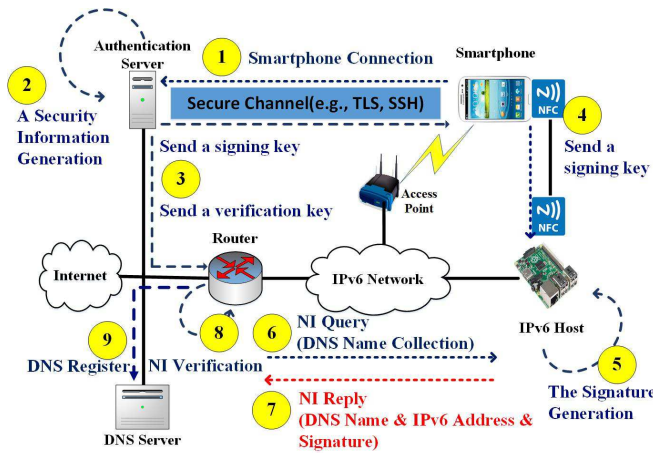 Authentication
Server
1
Smartphone Connection
Smartphone
2
A Security
Information
Generation
Secure Channel(e.g., TLS, SSH)
NFC
4
Send a
signing key
Send a signing key
3
Send a verification key
NFC
Access
Point
Router
Internet
IPv6 Network
IPv6 Host
9
8
6
NI Query
(DNS Name Collection)
DNS Register
NI Verification
5
The Signature
Generation
7
NI Reply
(DNS Name & IPv6 Address &
Signature)
DNS Server